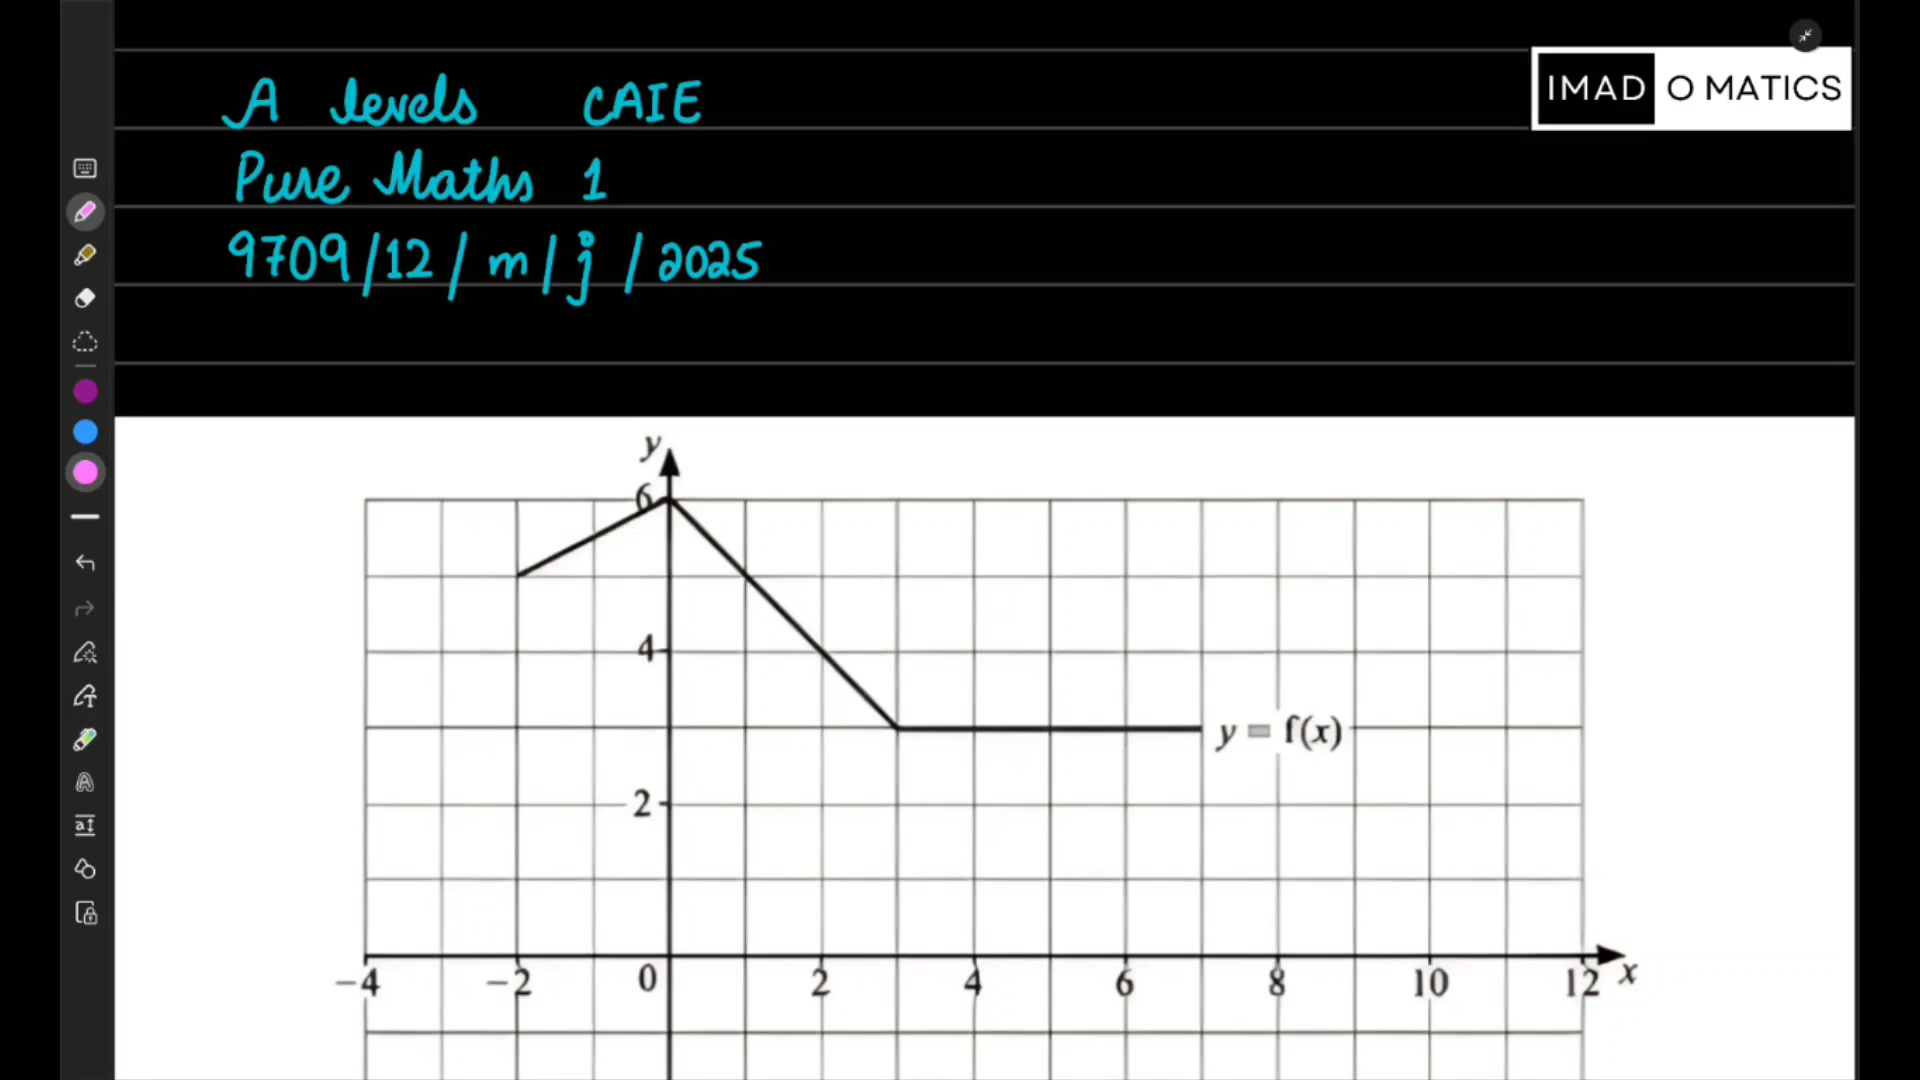 A levels CAIE
IMAD O MATICS
Pure Maths 1
9709/12/m/j/2025
y
6
4
y = f(x)
2
-4 -2 0 2 4 6 8 10 12 x